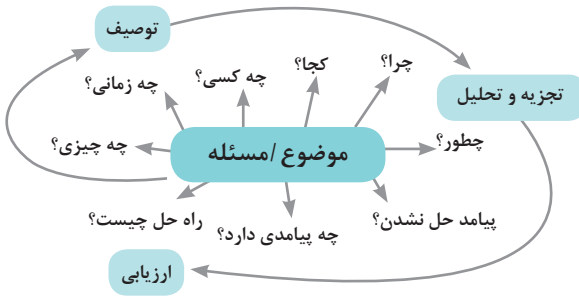 توصیف
چرا؟
کجا؟
چه کسی؟
چه زمانی؟
تجزیه و تحلیل
چطور؟
موضوع /مسئله
چه چیزی؟
پیامد حل نشدن؟
چه پیامدی دارد؟
راه حل چیست؟
ارزیابی